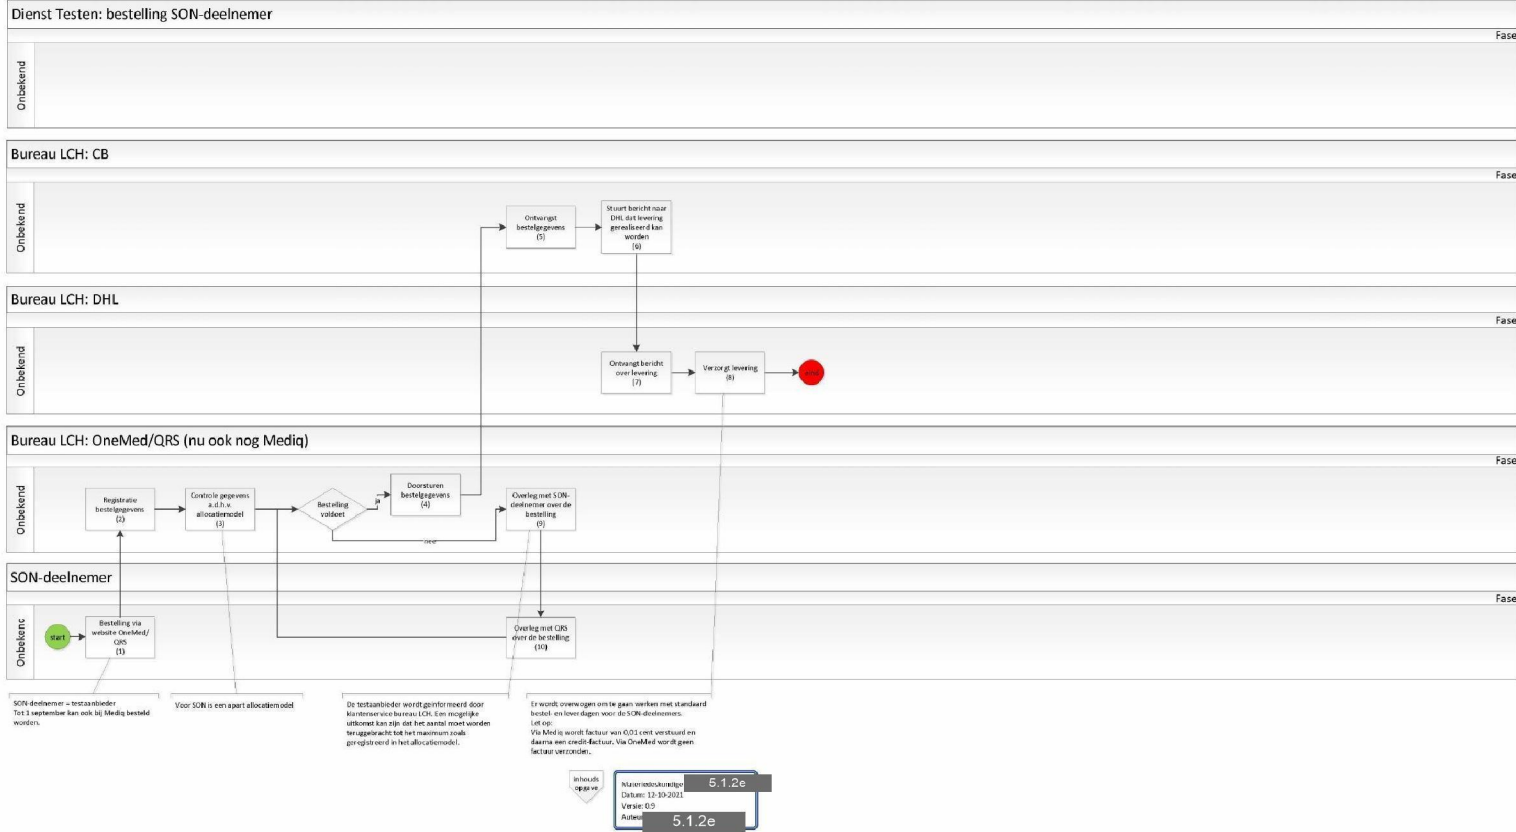 Dienst Testen: bestelling SON-deelnemer
Fase
Onbekend
Bureau LCH: CB
Fase
Onbekend
Ontvangst
bestelgegevens
(5)
Stuurt bericht naar
DHL dat levering
gerealiseerd kan
worden
(6)
Bureau LCH: DHL
Fase
Onbekend
Ontvangt bericht
over levering
(7)
Verzorgt levering
(8)
Bureau LCH: OneMed/QRS (nu ook nog Mediq)
Fase
Onbekend
Registratie
bestelgegevens
(2)
Controle gegevens
a.d.h.v.
allocatiemodel
(3)
Bestelling
voldoet
ja
Doorsturen
bestelgegevens
(4)
nee
Overleg met SON-
deelnemer over de
bestelling
(9)
SON-deelnemer
Fase
Onbekend
start
Bestelling via
website OneMed/
QRS
(1)
Overleg met QRS
over de bestelling
(10)
SON-deelnemer = testaanbieder
Tot 1 september kan ook bij Mediq besteld
worden.
Voor SON is een apart allocatiemodel
De testaanbieder wordt geïnformeerd door
klantenservice bureau LCH. Een mogelijke
uitkomst kan zijn dat het aantal moet worden
teruggebracht tot het maximum zoals
geregistreerd in het allocatiemodel.
Er wordt overwogen om te gaan werken met standaard
bestel- en leverdagen voor de SON-deelnemers.
Let op:
Via Mediq wordt factuur van 0,01 cent verstuurd en
daarna een credit-factuur. Via OneMed wordt geen
factuur verzonden.
Inhouds
opgave
Materiedeskundige
5.1.2e
Datum: 12-10-2021
Versie: 0.9
Auteur
5.1.2e